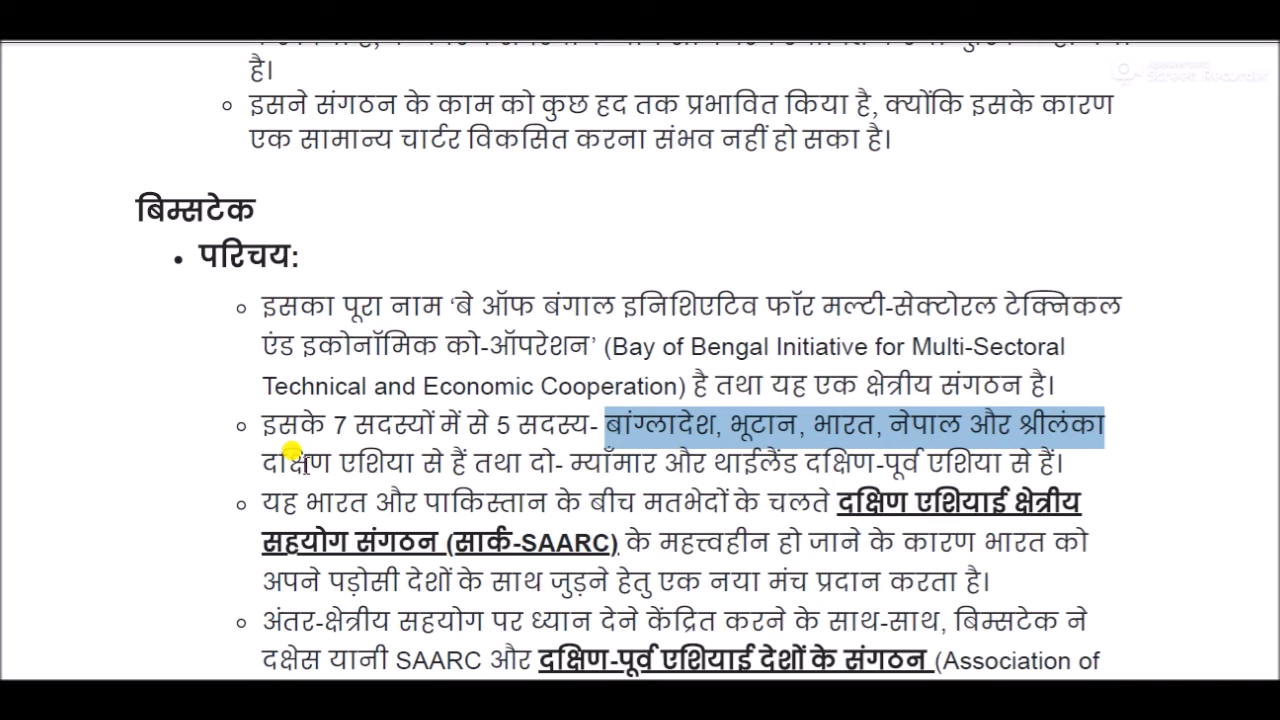 है।
इसने संगठन के काम को कुछ हद तक प्रभावित किया है, क्योंकि इसके कारण
एक सामान्य चार्टर विकसित करना संभव नहीं हो सका है।
बिम्सटेक
• परिचय:
इसका पूरा नाम ‘बे ऑफ बंगाल इनिशिएटिव फॉर मल्टी-सेक्टोरल टेक्निकल
एंड इकोनॉमिक को-ऑपरेशन’ (Bay of Bengal Initiative for Multi-Sectoral
Technical and Economic Cooperation) है तथा यह एक क्षेत्रीय संगठन है।
इसके 7 सदस्यों में से 5 सदस्य- बांग्लादेश, भूटान, भारत, नेपाल और श्रीलंका
दक्षिण एशिया से हैं तथा दो- म्याँमार और थाईलैंड दक्षिण-पूर्व एशिया से हैं।
यह भारत और पाकिस्तान के बीच मतभेदों के चलते दक्षिण एशियाई क्षेत्रीय
सहयोग संगठन (सार्क-SAARC) के महत्त्वहीन हो जाने के कारण भारत को
अपने पड़ोसी देशों के साथ जुड़ने हेतु एक नया मंच प्रदान करता है।
अंतर-क्षेत्रीय सहयोग पर ध्यान देने केंद्रित करने के साथ-साथ, बिम्सटेक ने
दक्षेस यानी SAARC और दक्षिण-पूर्व एशियाई देशों के संगठन (Association of
Screen Recorder